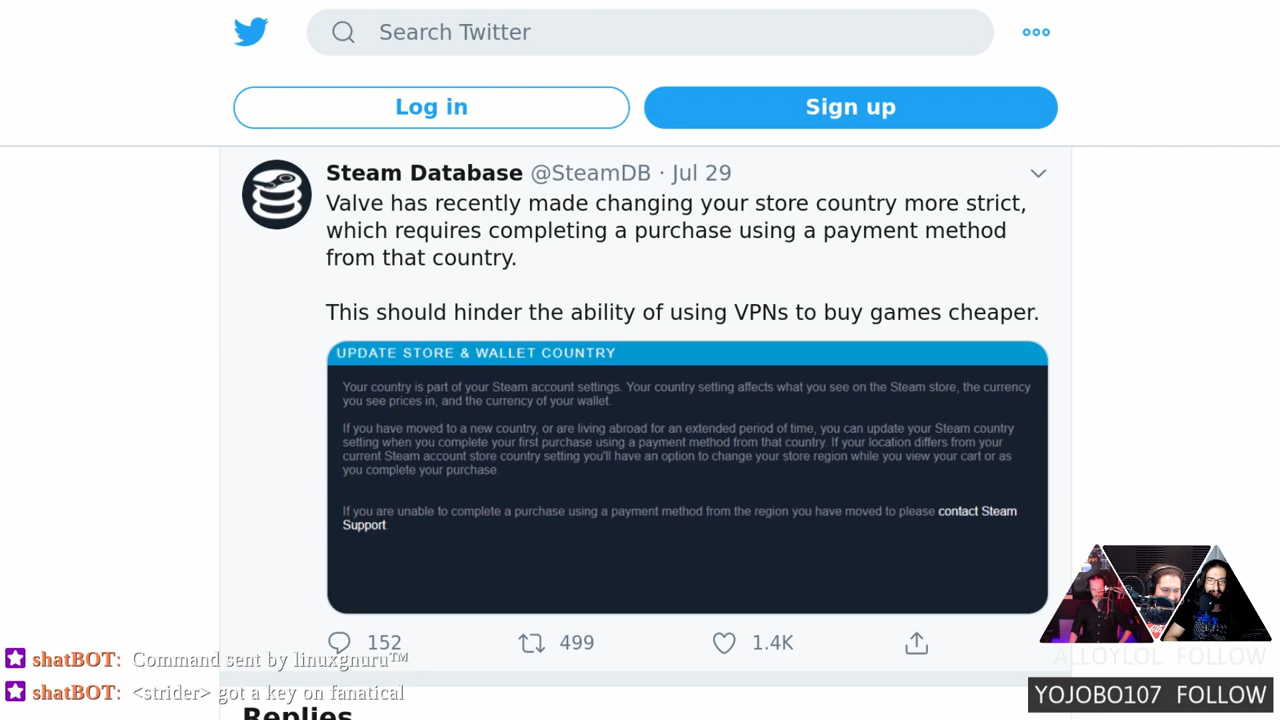 Search Twitter
Log in
Sign up
Steam Database @SteamDB · Jul 29
Valve has recently made changing your store country more strict,
which requires completing a purchase using a payment method
from that country.
This should hinder the ability of using VPNs to buy games cheaper.
UPDATE STORE & WALLET COUNTRY
Your country is part of your Steam account settings. Your country setting affects what you see on the Steam store, the currency
you see prices in, and the currency of your wallet.
If you have moved to a new country, or are living abroad for an extended period of time, you can update your Steam country
setting when you complete your first purchase using a payment method from that country. If your location differs from your
current Steam account store country setting you'll have an option to change your store region while you view your cart or as
you complete your purchase.
If you are unable to complete a purchase using a payment method from the region you have moved to please contact Steam
Support.
152 499 1.4K
shatBOT: Command sent by linuxgnuru™
shatBOT: <strider> got a key on fanatical
ALLOYLOL FOLLOW
YOJOBO107 FOLLOW
Replies